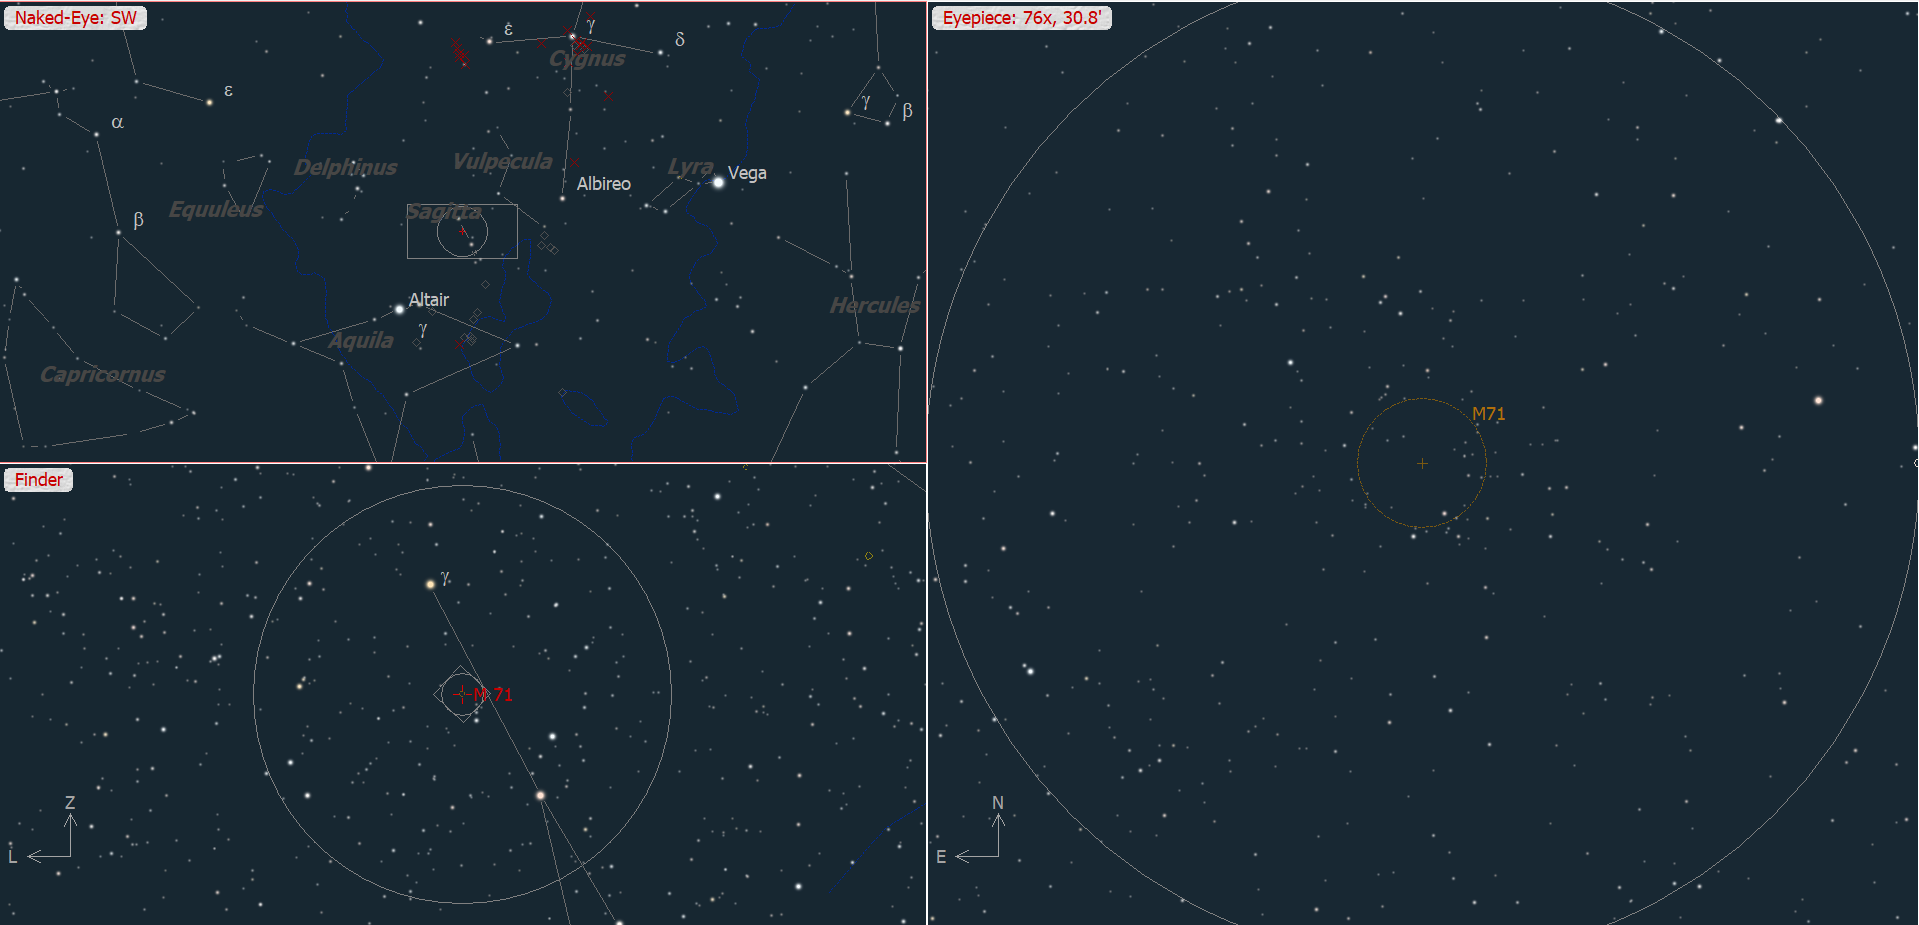 Naked-Eye: SW
ε
γ
δ
Cygnus
ε
α
γ
β
Delphinus
Vulpecula
Lyra
Vega
Albireo
Equuleus
Sagitta
β
Altair
Hercules
γ
Aquila
Capricornus
Finder
γ
M 71
Z
L
Eyepiece: 76x, 30.8'
M71
N
E